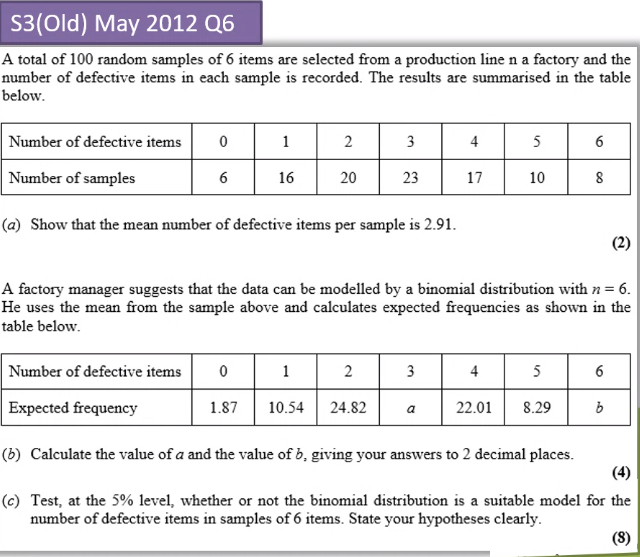 S3(Old) May 2012 Q6
A total of 100 random samples of 6 items are selected from a production line n a factory and the
number of defective items in each sample is recorded. The results are summarised in the table
below.
Number of defective items 0 1 2 3 4 5 6
Number of samples 6 16 20 23 17 10 8
(a) Show that the mean number of defective items per sample is 2.91.
(2)
A factory manager suggests that the data can be modelled by a binomial distribution with n = 6.
He uses the mean from the sample above and calculates expected frequencies as shown in the
table below.
Number of defective items 0 1 2 3 4 5 6
Expected frequency 1.87 10.54 24.82 a 22.01 8.29 b
(b) Calculate the value of a and the value of b, giving your answers to 2 decimal places.
(4)
(c) Test, at the 5% level, whether or not the binomial distribution is a suitable model for the
number of defective items in samples of 6 items. State your hypotheses clearly.
(8)